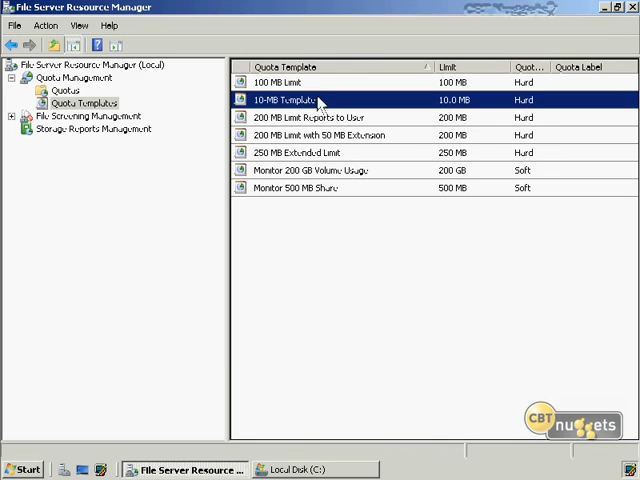 File Server Resource Manager
File Action View Help
File Server Resource Manager (Local)
Quota Management
Quotas
Quota Templates
File Screening Management
Storage Reports Management
Quota Template Limit Quot... Quota Label
100 MB Limit 100 MB Hard
10-MB Template 10.0 MB Hard
200 MB Limit Reports to User 200 MB Hard
200 MB Limit with 50 MB Extension 200 MB Hard
250 MB Extended Limit 250 MB Hard
Monitor 200 GB Volume Usage 200 GB Soft
Monitor 500 MB Share 500 MB Soft
CBT nuggets
Start File Server Resource ... Local Disk (C:)